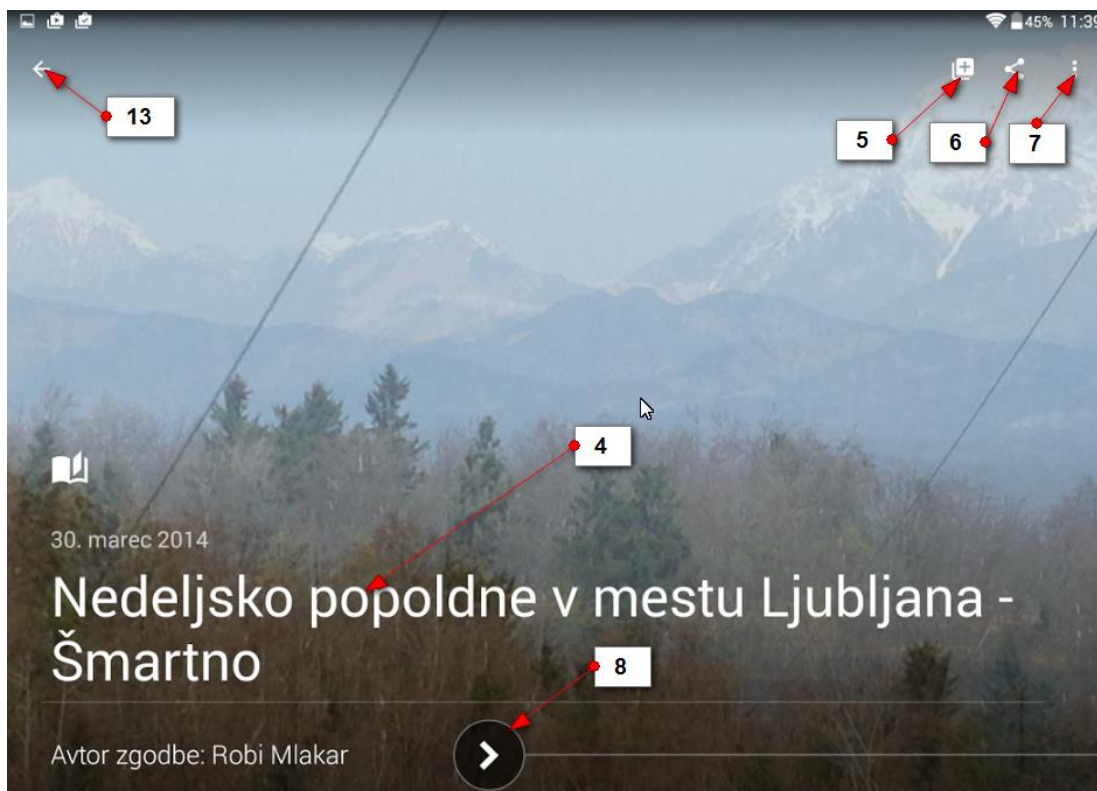 45% 11:39
13
5
6
7
4
30. marec 2014
Nedeljsko popoldne v mestu Ljubljana -
Šmartno
8
Avtor zgodbe: Robi Mlakar